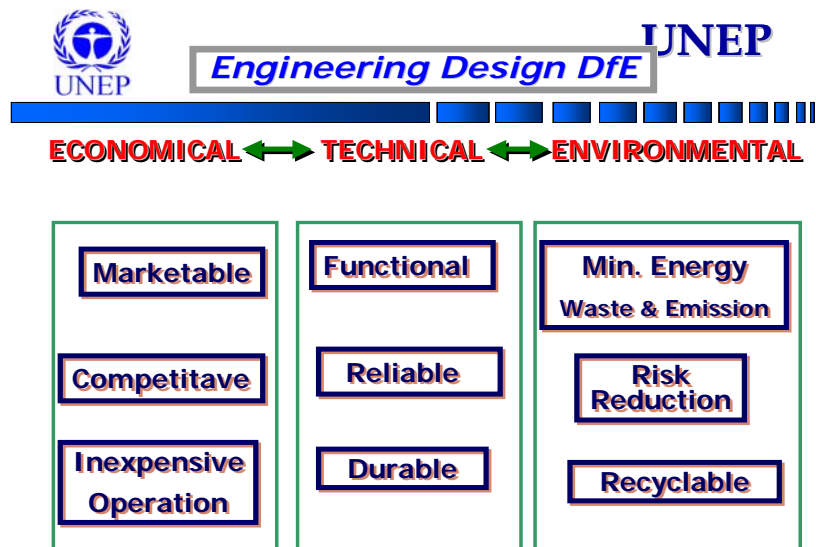 UNEP
UNEP
Engineering Design DfE
ECONOMICAL TECHNICAL ENVIRONMENTAL
Marketable
Competitave
Inexpensive
Operation
Functional
Reliable
Durable
Min. Energy
Waste & Emission
Risk
Reduction
Recyclable